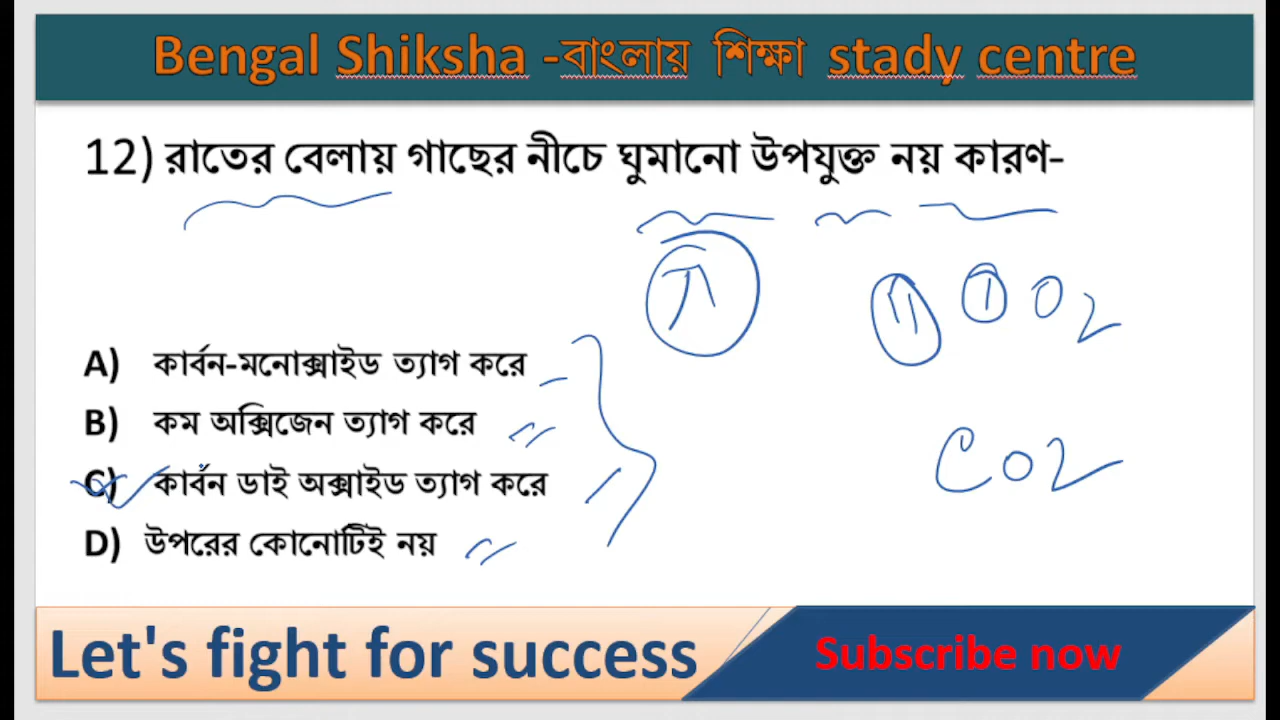 Bengal Shiksha -বাংলায় শিক্ষা stady centre
12) রাতের বেলায় গাছের নীচে ঘুমানো উপযুক্ত নয় কারণ-
O2
A) কার্বন-মনোক্সাইড ত্যাগ করে
B) কম অক্সিজেন ত্যাগ করে
CO2
C) কার্বন ডাই অক্সাইড ত্যাগ করে
D) উপরের কোনোটিই নয়
Let's fight for success
Subscribe now